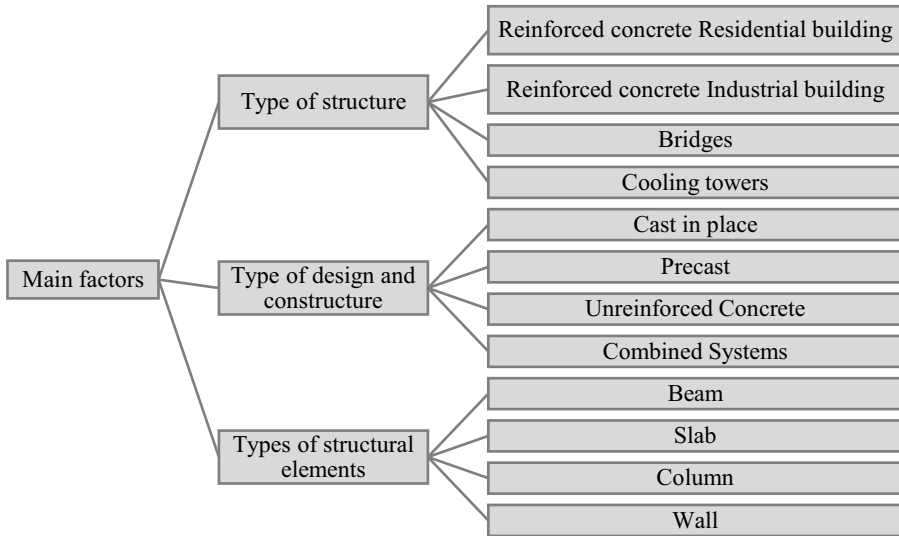 Main factors
Type of structure
Reinforced concrete Residential building
Reinforced concrete Industrial building
Bridges
Cooling towers
Type of design and
constructure
Cast in place
Precast
Unreinforced Concrete
Combined Systems
Types of structural
elements
Beam
Slab
Column
Wall